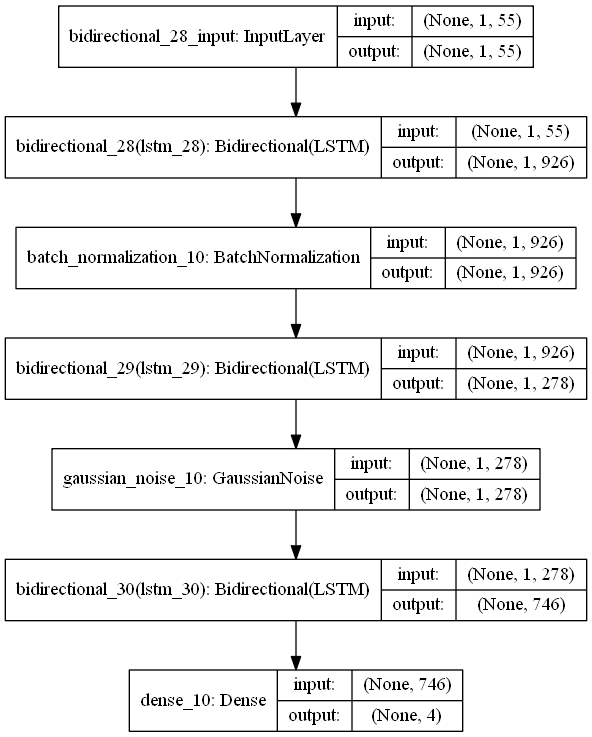 bidirectional_28_input: InputLayer
input: (None, 1, 55)
output: (None, 1, 55)
bidirectional_28(lstm_28): Bidirectional(LSTM)
input: (None, 1, 55)
output: (None, 1, 926)
batch_normalization_10: BatchNormalization
input: (None, 1, 926)
output: (None, 1, 926)
bidirectional_29(lstm_29): Bidirectional(LSTM)
input: (None, 1, 926)
output: (None, 1, 278)
gaussian_noise_10: GaussianNoise
input: (None, 1, 278)
output: (None, 1, 278)
bidirectional_30(lstm_30): Bidirectional(LSTM)
input: (None, 1, 278)
output: (None, 746)
dense_10: Dense
input: (None, 746)
output: (None, 4)